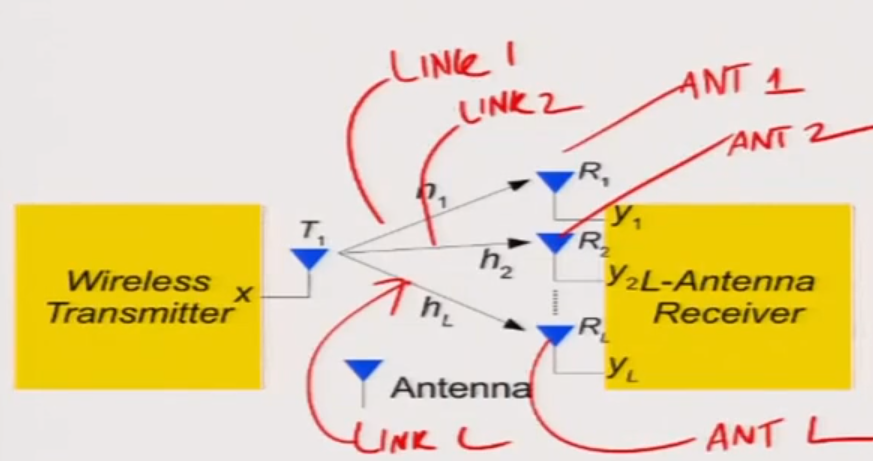 LINK 1
ANT 1
LINK 2
ANT 2
h1
R1
T1
y1
Wireless
Transmitter
x
h2
R2
y2
L-Antenna
Receiver
hL
RL
yL
Antenna
LINK L
ANT L